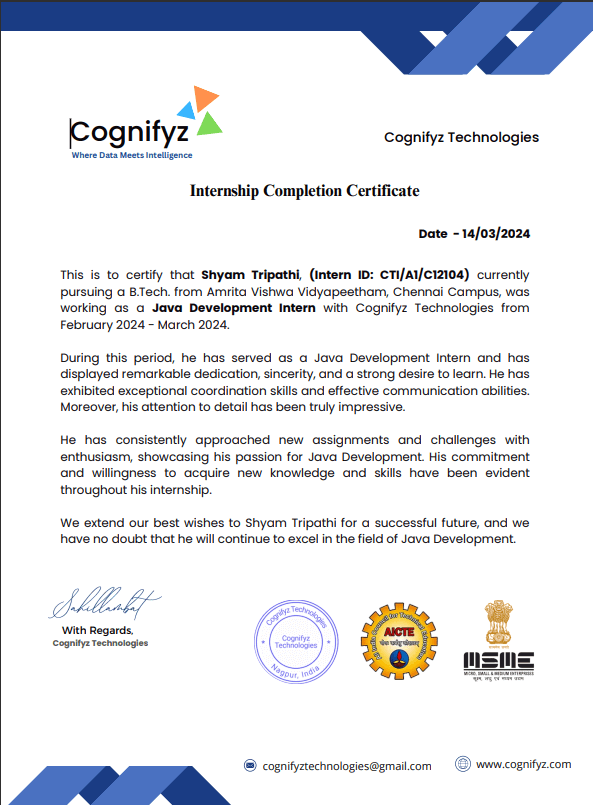 Cognifyz
Where Data Meets Intelligence
Cognifyz Technologies
Internship Completion Certificate
Date - 14/03/2024
This is to certify that Shyam Tripathi, (Intern ID: CTI/A1/C12104) currently
pursuing a B.Tech. from Amrita Vishwa Vidyapeetham, Chennai Campus, was
working as a Java Development Intern with Cognifyz Technologies from
February 2024 - March 2024.
During this period, he has served as a Java Development Intern and has
displayed remarkable dedication, sincerity, and a strong desire to learn. He has
exhibited exceptional coordination skills and effective communication abilities.
Moreover, his attention to detail has been truly impressive.
He has consistently approached new assignments and challenges with
enthusiasm, showcasing his passion for Java Development. His commitment
and willingness to acquire new knowledge and skills have been evident
throughout his internship.
We extend our best wishes to Shyam Tripathi for a successful future, and we
have no doubt that he will continue to excel in the field of Java Development.
With Regards,
Cognifyz Technologies
Cognifyz Technologies
Cognifyz
Technologies
Nagpur, India
All India Council for Technical Education
AICTE
MSME
MICRO, SMALL & MEDIUM ENTERPRISES
सूक्ष्म, लघु एवं मध्यम उद्यम
cognifyztechnologies@gmail.com
www.cognifyz.com